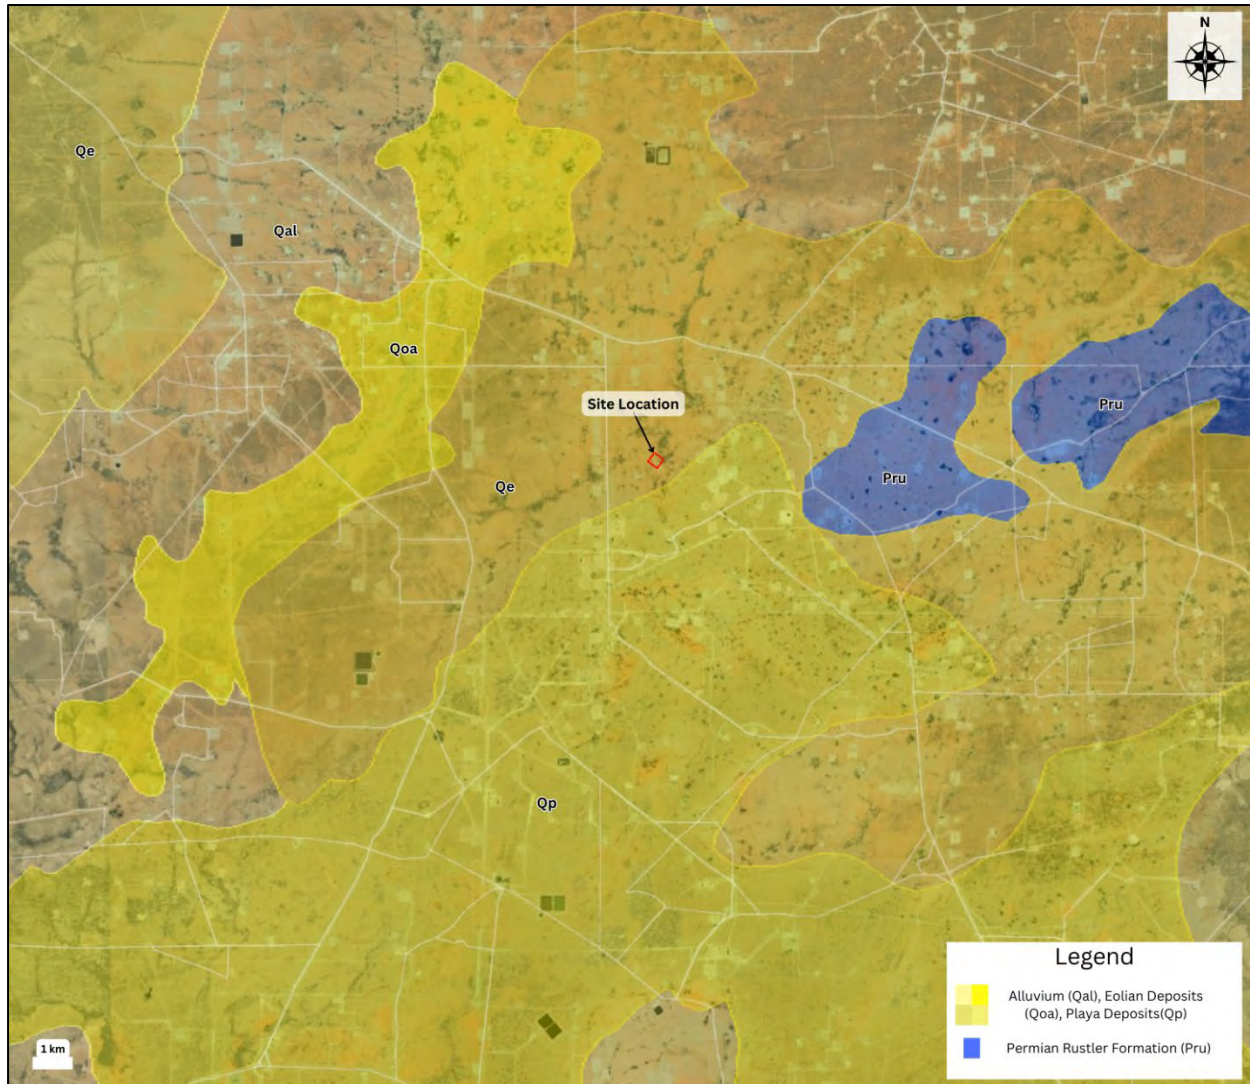 N
Qe
Qal
Qoa
Site Location
Pru
Qe
Pru
Qp
Legend
Alluvium (Qal), Eolian Deposits
(Qoa), Playa Deposits(Qp)
Permian Rustler Formation (Pru)
1 km